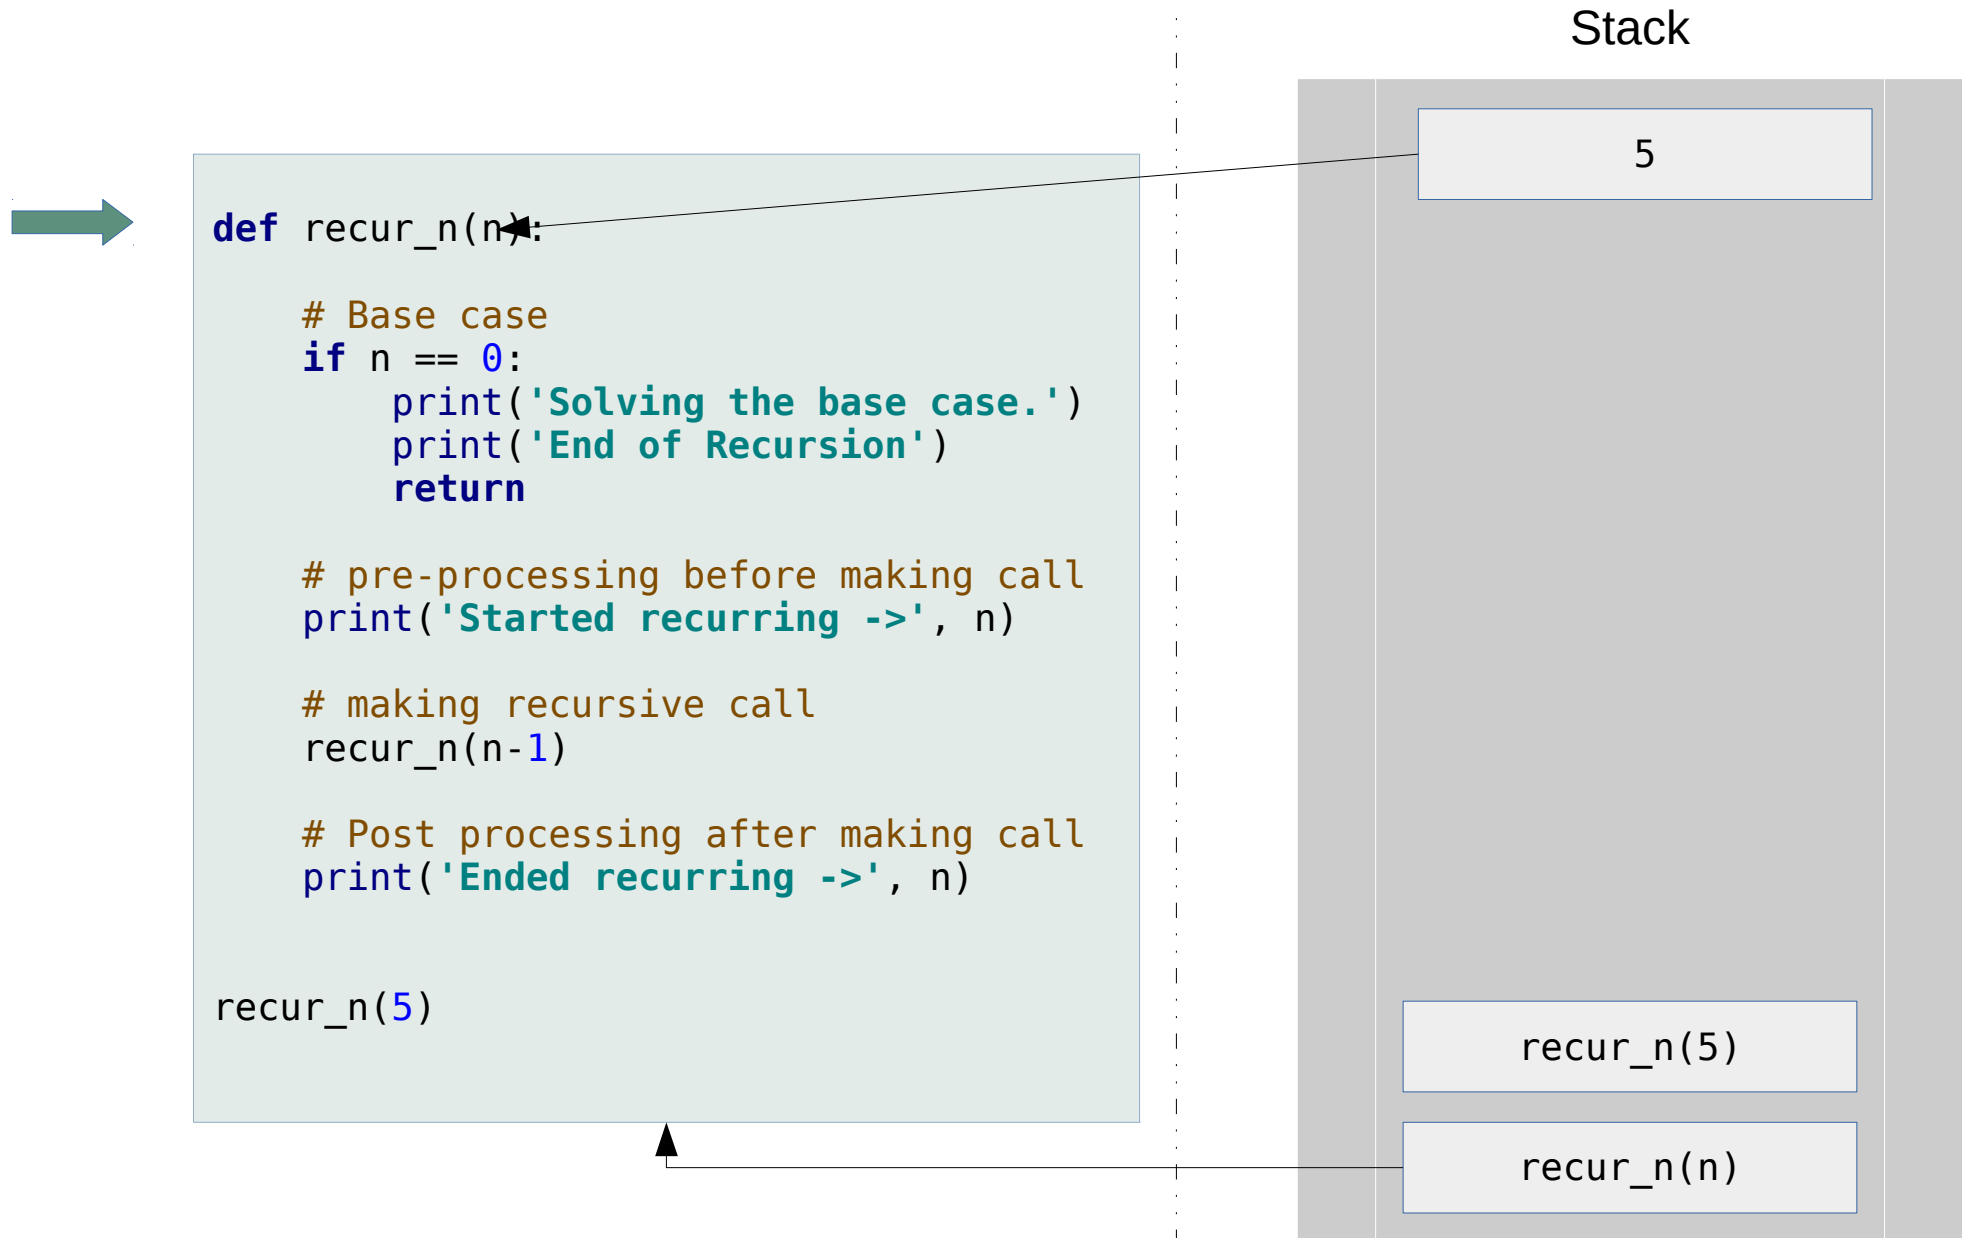 Stack
5
def recur_n(n):
    # Base case
    if n == 0:
        print('Solving the base case.')
        print('End of Recursion')
        return
    # pre-processing before making call
    print('Started recurring ->', n)
    # making recursive call
    recur_n(n-1)
    # Post processing after making call
    print('Ended recurring ->', n)
recur_n(5)
recur_n(5)
recur_n(n)